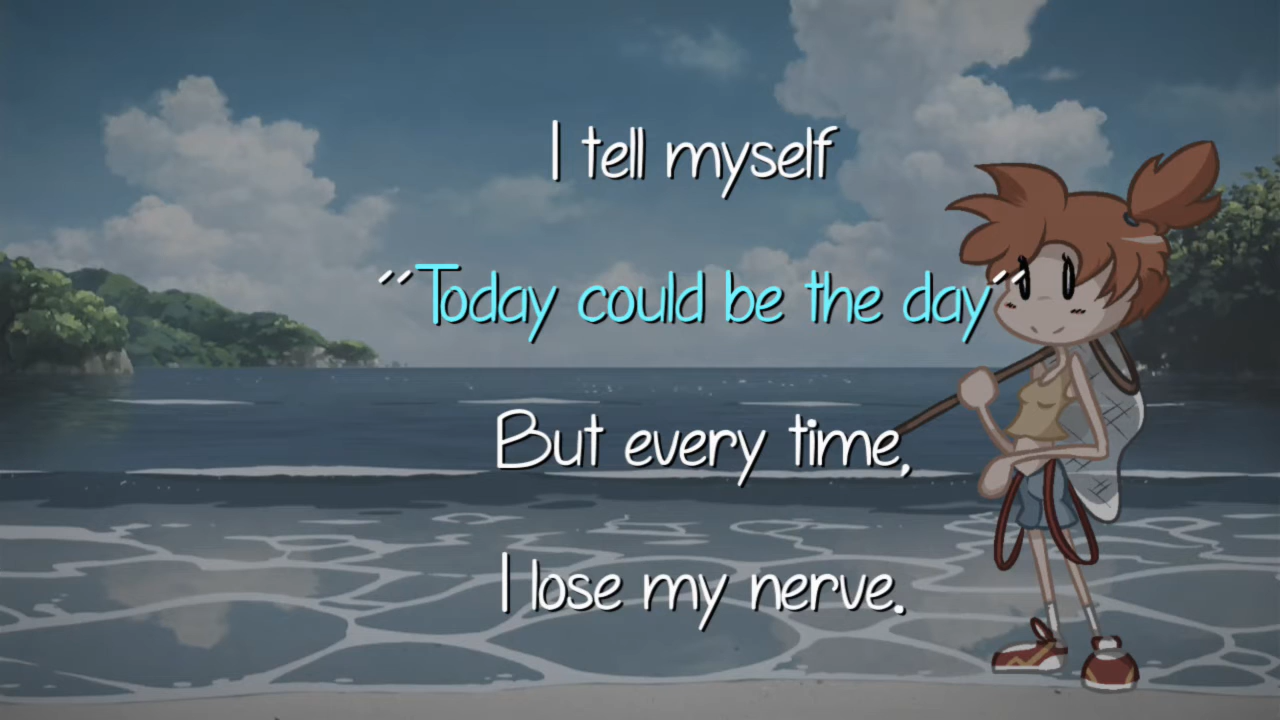 I tell myself
"Today could be the day"
But every time,
I lose my nerve.